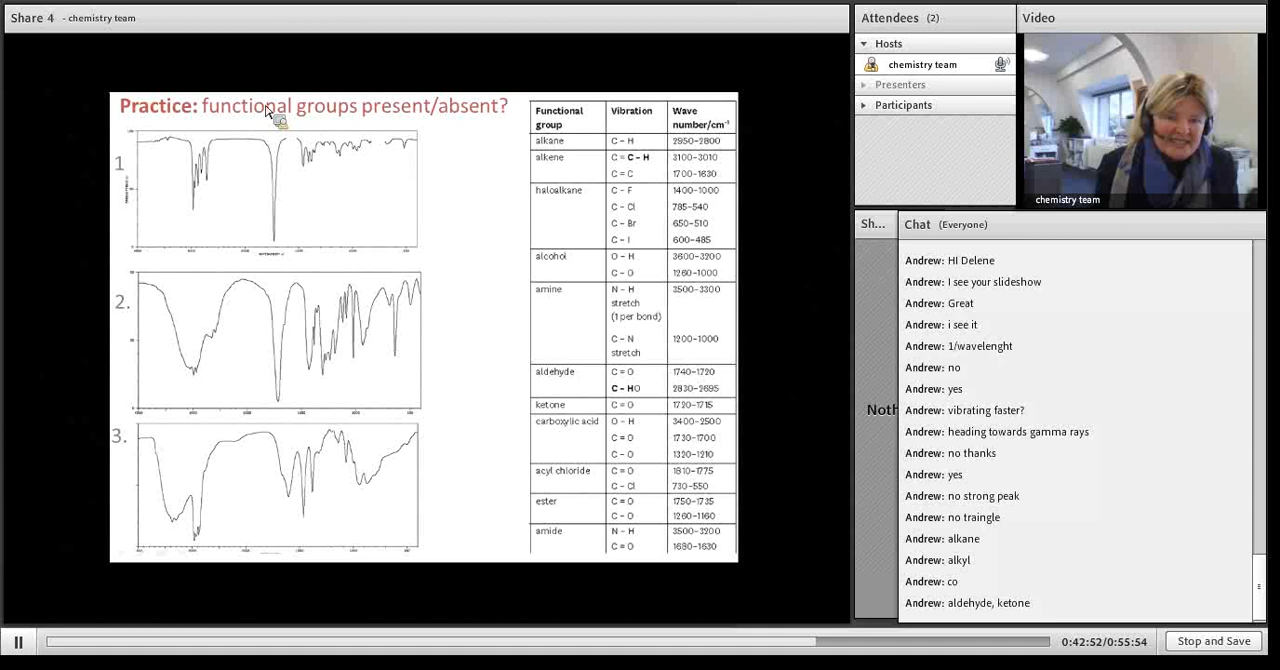 Share 4 - chemistry team
Attendees (2)
Video
Hosts
chemistry team
Presenters
Participants
chemistry team
Practice: functional groups present/absent?
1
2.
3.
Functional group Vibration Wave number/cm⁻¹
alkane C – H 2950–2800
alkene C = C – H 3100–3010
C = C 1700–1630
haloalkane C – F 1400–1000
C – Cl 785–540
C – Br 650–510
C – I 600–485
alcohol O – H 3600–3200
C – O 1260–1000
amine N – H 3500–3300
stretch
(1 per bond)
C – N 1200–1000
stretch
aldehyde C = O 1740–1720
C – HO 2830–2695
ketone C = O 1720–1715
carboxylic acid O – H 3400–2500
C = O 1730–1700
C – O 1320–1210
acyl chloride C = O 1810–1775
C – Cl 730–550
ester C = O 1750–1735
C – O 1260–1160
amide N – H 3500–3200
C = O 1680–1630
Sh...
Noth
Chat (Everyone)
Andrew: HI Delene
Andrew: I see your slideshow
Andrew: Great
Andrew: i see it
Andrew: 1/wavelenght
Andrew: no
Andrew: yes
Andrew: vibrating faster?
Andrew: heading towards gamma rays
Andrew: no thanks
Andrew: yes
Andrew: no strong peak
Andrew: no traingle
Andrew: alkane
Andrew: alkyl
Andrew: co
Andrew: aldehyde, ketone
0:42:52/0:55:54
Stop and Save